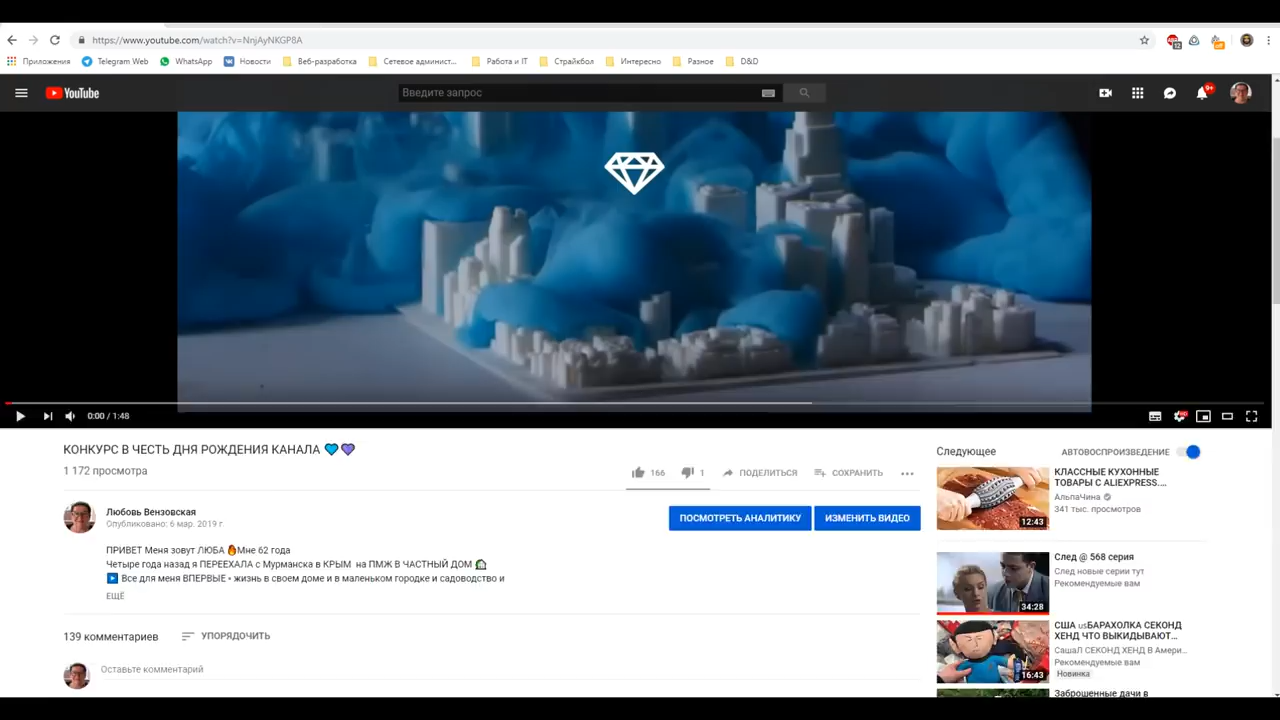 https://www.youtube.com/watch?v=NnjAyNKGP8A
Приложения Telegram Web WhatsApp Новости Веб-разработка Сетевое админист... Работа и IT Страйкбол Интересно Разное D&D
YouTube
Введите запрос
9+
0:00 / 1:48
КОНКУРС В ЧЕСТЬ ДНЯ РОЖДЕНИЯ КАНАЛА 💙💜
1 172 просмотра
166 1 ПОДЕЛИТЬСЯ СОХРАНИТЬ
Любовь Вензовская
Опубликовано: 6 мар. 2019 г.
ПОСМОТРЕТЬ АНАЛИТИКУ ИЗМЕНИТЬ ВИДЕО
ПРИВЕТ Меня зовут ЛЮБА 🔥Мне 62 года
Четыре года назад я ПЕРЕЕХАЛА с Мурманска в КРЫМ на ПМЖ В ЧАСТНЫЙ ДОМ 🏡
▶ Все для меня ВПЕРВЫЕ • жизнь в своем доме и в маленьком городке и садоводство и
ЕЩЁ
139 комментариев УПОРЯДОЧИТЬ
Оставьте комментарий
Следующее АВТОВОСПРОИЗВЕДЕНИЕ
КЛАССНЫЕ КУХОННЫЕ
ТОВАРЫ С ALIEXPRESS....
АльпаЧина
341 тыс. просмотров
12:43
След @ 568 серия
След новые серии тут
Рекомендуемые вам
34:28
США usБАРАХОЛКА СЕКОНД
ХЕНД ЧТО ВЫКИДЫВАЮТ...
СашаЛ СЕКОНД ХЕНД В Амери...
Рекомендуемые вам
Новинка
16:43
Заброшенные дачи в